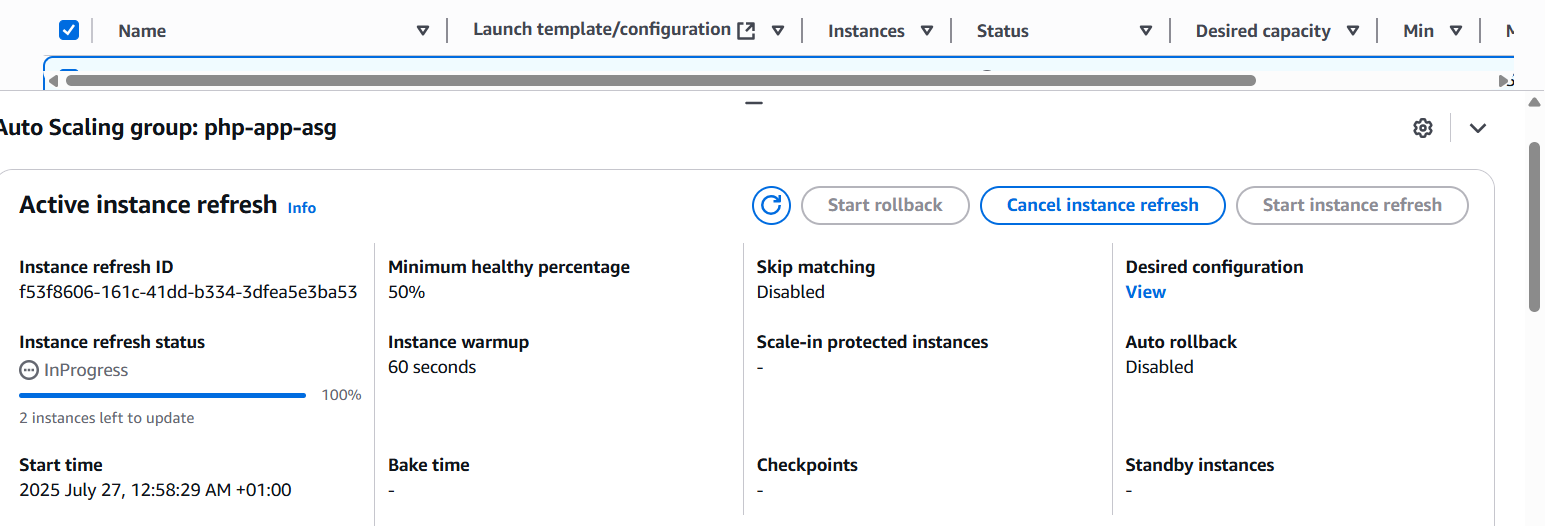 Name Launch template/configuration Instances Status Desired capacity Min
Auto Scaling group: php-app-asg
Active instance refresh Info Start rollback Cancel instance refresh Start instance refresh
Instance refresh ID Minimum healthy percentage Skip matching Desired configuration
f53f8606-161c-41dd-b334-3dfea5e3ba53 50% Disabled View
Instance refresh status Instance warmup Scale-in protected instances Auto rollback
InProgress 60 seconds - Disabled
100%
2 instances left to update
Start time Bake time Checkpoints Standby instances
2025 July 27, 12:58:29 AM +01:00 - - -